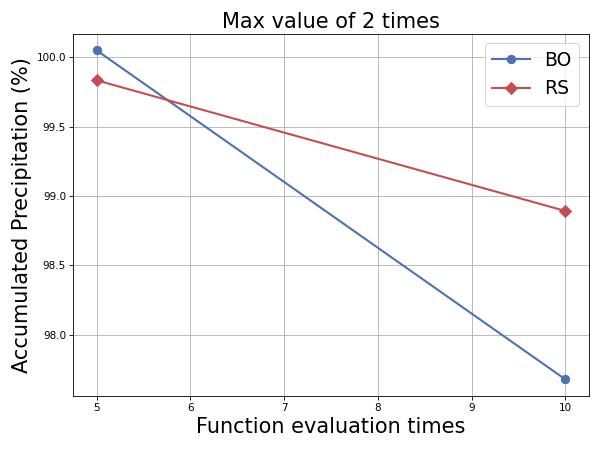 Max value of 2 times
Accumulated Precipitation (%)
100.0
99.5
99.0
98.5
98.0
BO
RS
5 6 7 8 9 10
Function evaluation times